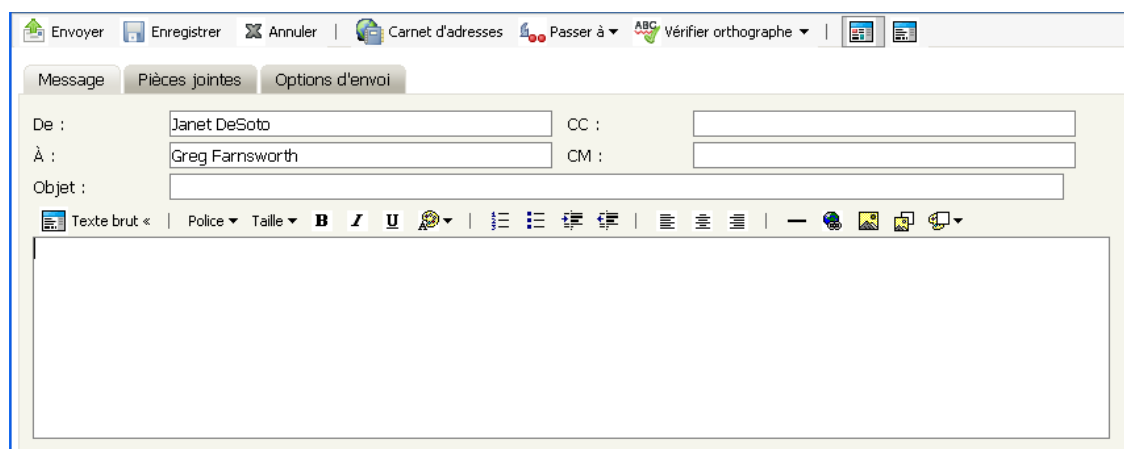 Envoyer Enregistrer Annuler | Carnet d'adresses Passer à ABC Vérifier orthographe |
Message Pièces jointes Options d'envoi
De : Janet DeSoto CC :
À : Greg Farnsworth CM :
Objet :
Texte brut « | Police Taille B I U | | |